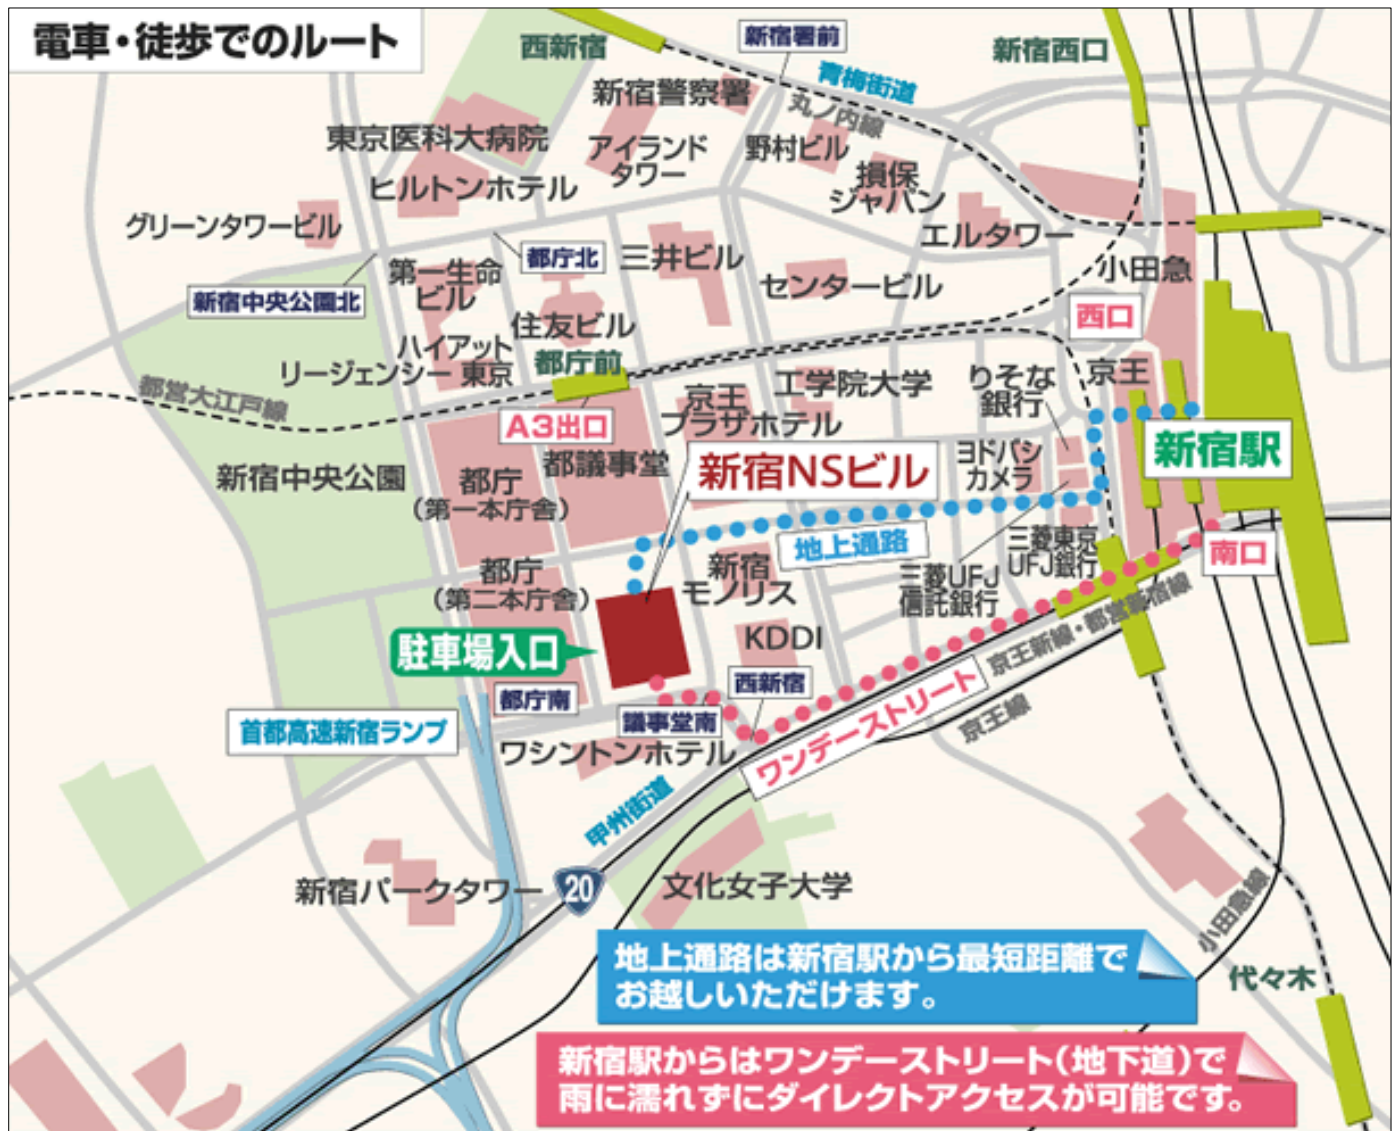 電車・徒歩でのルート
西新宿
新宿署前
新宿西口
青梅街道
丸ノ内線
新宿警察署
東京医科大病院
アイランド
タワー
野村ビル
ヒルトンホテル
損保
ジャパン
グリーンタワービル
エルタワー
都庁北
三井ビル
小田急
第一生命
ビル
センタービル
新宿中央公園北
西口
住友ビル
ハイアット
リージェンシー 東京
都庁前
京王
プラザホテル
工学院大学
りそな
銀行
京王
都営大江戸線
A3出口
新宿駅
新宿中央公園
都議事堂
新宿NSビル
ヨドバシ
カメラ
都庁
(第一本庁舎)
地上通路
三菱東京
UFJ銀行
南口
都庁
(第二本庁舎)
新宿
モノリス
三菱UFJ
信託銀行
KDDI
駐車場入口
京王新線・都営新宿線
西新宿
都庁南
議事堂南
首都高速新宿ランプ
ワシントンホテル
ワンデーストリート
京王線
甲州街道
新宿パークタワー
20
文化女子大学
小田急線
代々木
地上通路は新宿駅から最短距離で
お越しいただけます。
新宿駅からはワンデーストリート(地下道)で
雨に濡れずにダイレクトアクセスが可能です。